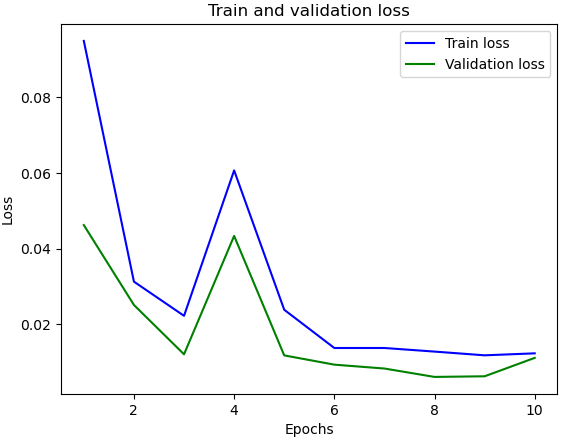 Train and validation loss
Train loss
Validation loss
Loss
0.08
0.06
0.04
0.02
2
4
6
8
10
Epochs